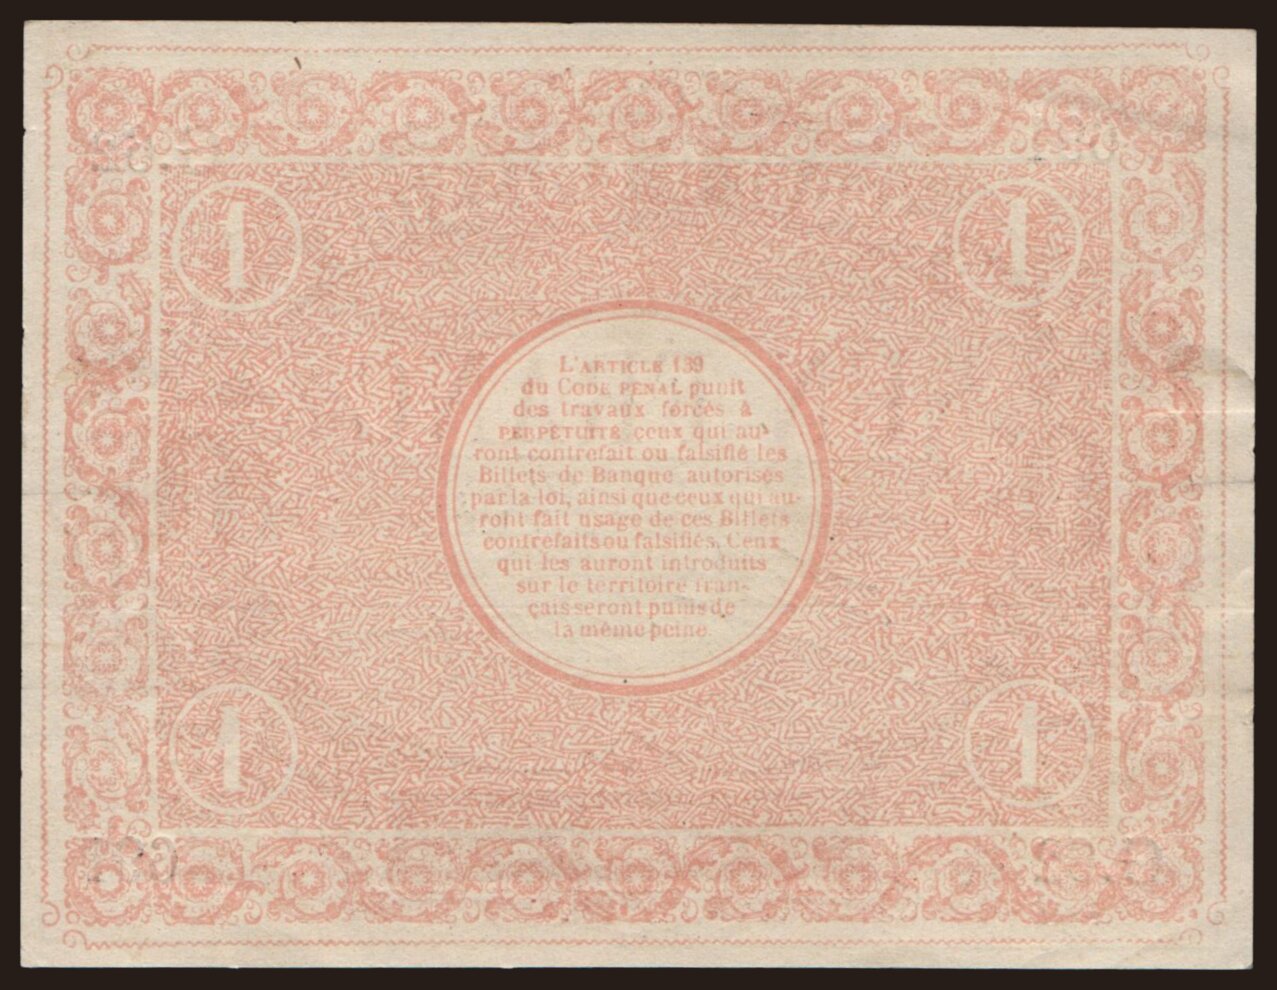 1
1
L'ARTICLE 139
du CODE PENAL punit
des travaux forcés à
PERPÉTUITÉ ceux qui au-
ront contrefait ou falsifié les
Billets de Banque autorisés
par la loi, ainsi que ceux qui au-
ront fait usage de ces Billets
contrefaits ou falsifiés. Ceux
qui les auront introduits
sur le territoire fran-
çais seront punis de
la même peine.
1
1